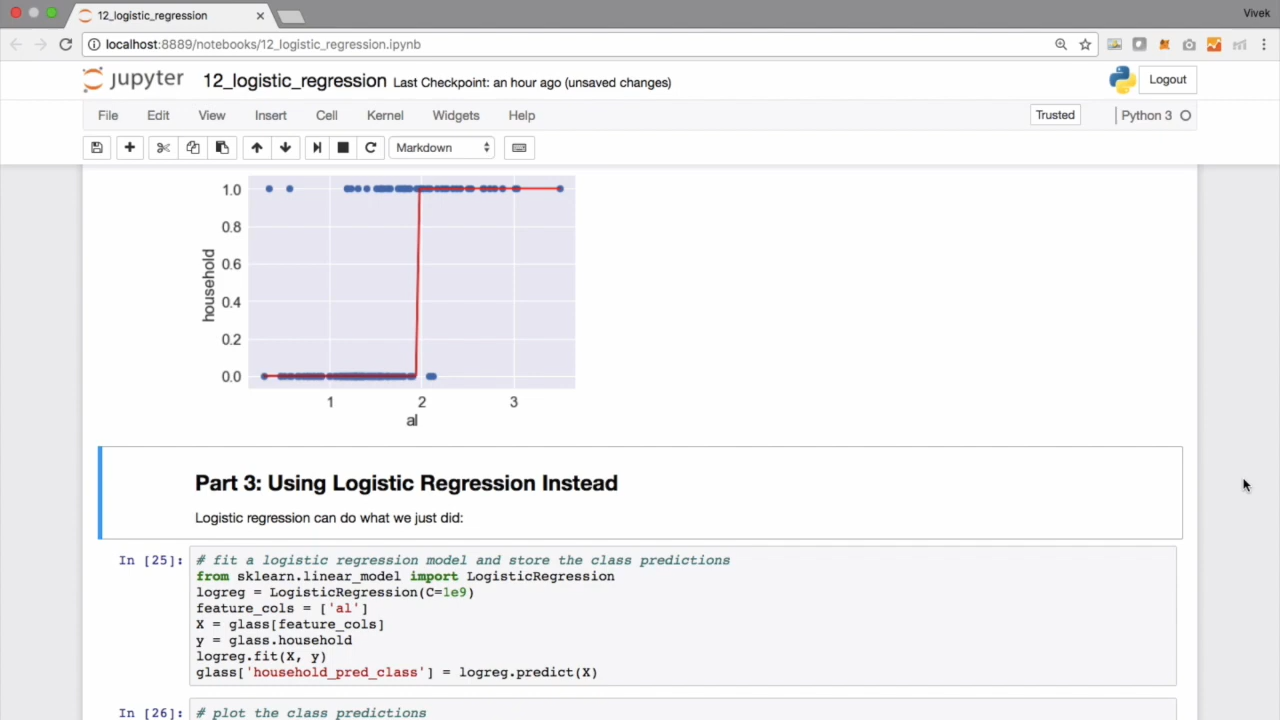 12_logistic_regression
Vivek
localhost:8889/notebooks/12_logistic_regression.ipynb
jupyter 12_logistic_regression Last Checkpoint: an hour ago (unsaved changes)
Logout
File Edit View Insert Cell Kernel Widgets Help
Trusted
Python 3
Markdown
1.0
0.8
0.6
0.4
0.2
0.0
household
1 2 3
al
Part 3: Using Logistic Regression Instead
Logistic regression can do what we just did:
In [25]: # fit a logistic regression model and store the class predictions
from sklearn.linear_model import LogisticRegression
logreg = LogisticRegression(C=1e9)
feature_cols = ['al']
X = glass[feature_cols]
y = glass.household
logreg.fit(X, y)
glass['household_pred_class'] = logreg.predict(X)
In [26]: # plot the class predictions